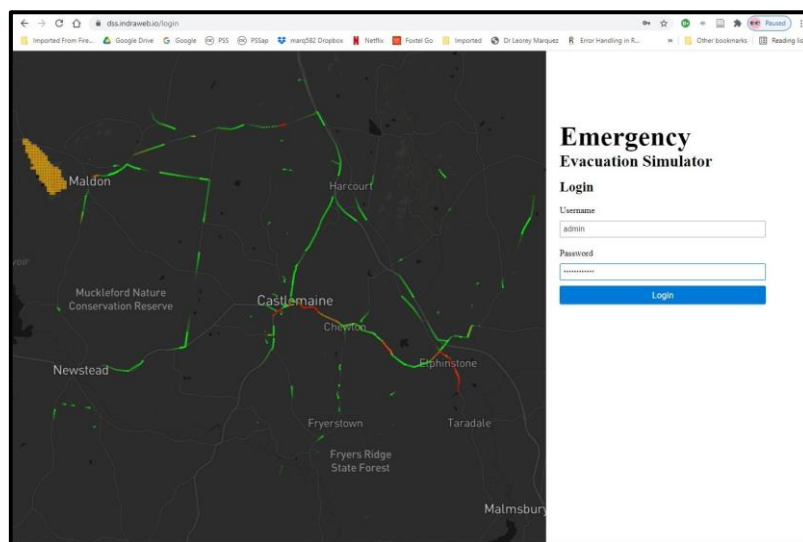 dss.indraweb.io/login
Paused
Imported From Fire... Google Drive Google PSS PSSap marq582 Dropbox Netflix Foxtel Go Imported Dr Leorey Marquez Error Handling in R... Other bookmarks Reading list
Maldon
Harcourt
Muckleford Nature
Conservation Reserve
Castlemaine
Chewton
Newstead
Elphinstone
Fryerstown
Taradale
Fryers Ridge
State Forest
Malmsbury
Emergency
Evacuation Simulator
Login
Username
admin
Password
Login